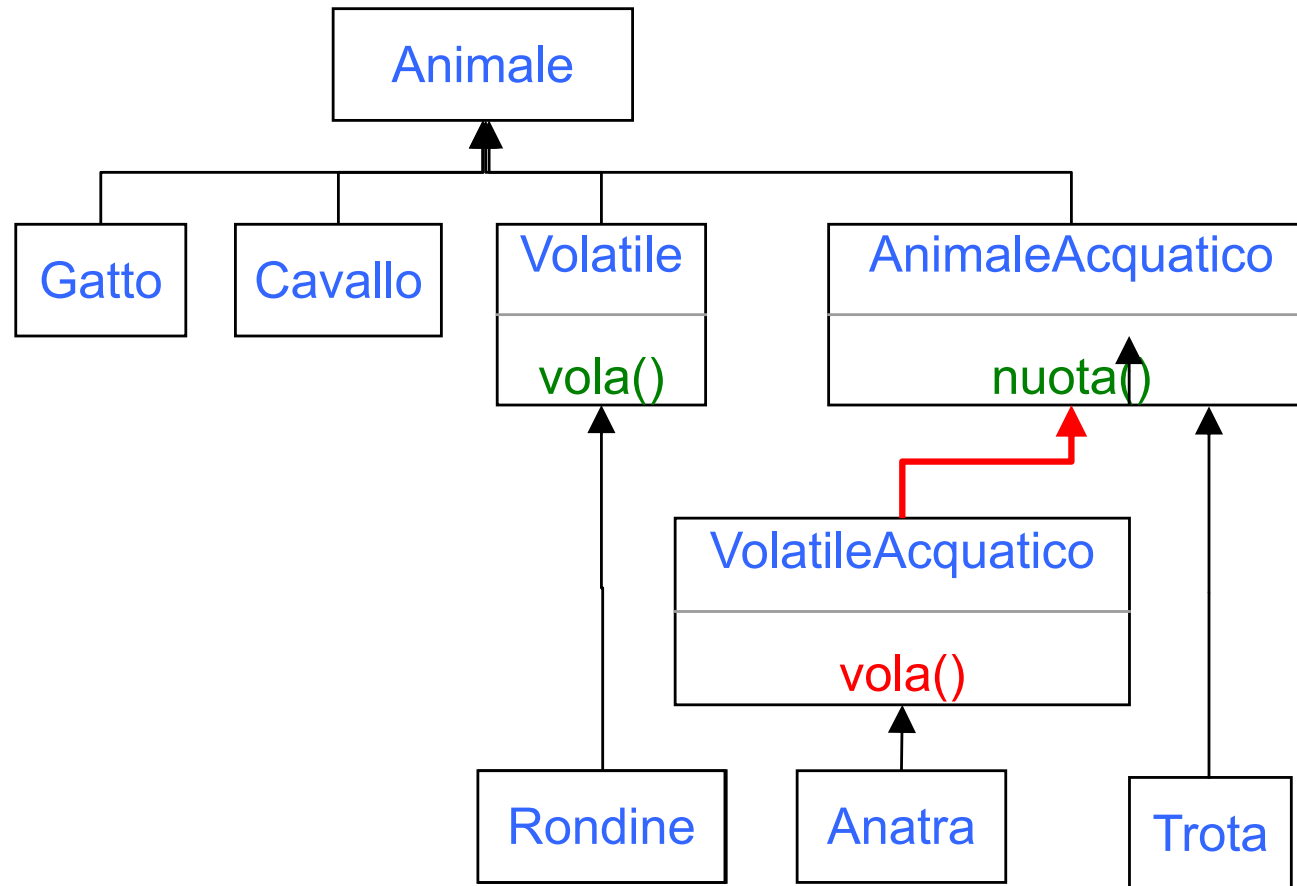 Animale
Gatto
Cavallo
Volatile
vola()
AnimaleAcquatico
nuota()
VolatileAcquatico
vola()
Rondine
Anatra
Trota